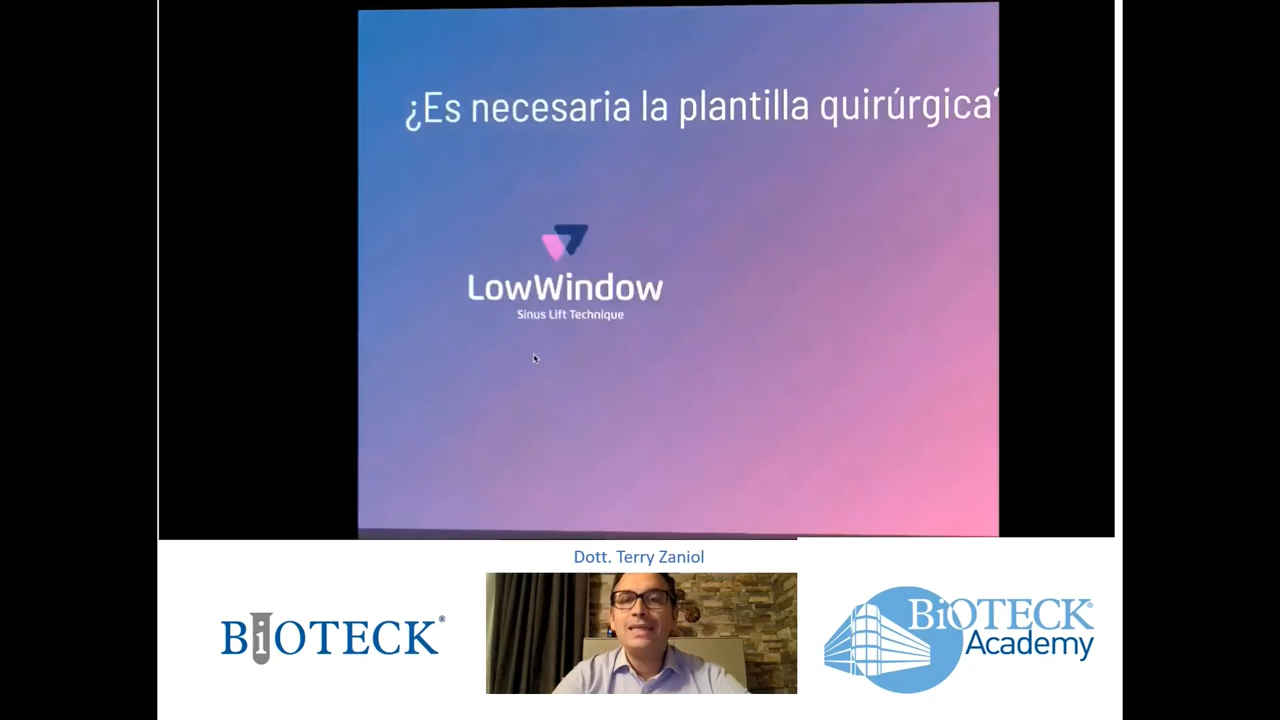 ¿Es necesaria la plantilla quirúrgica?
LowWindow
Sinus Lift Technique
Dott. Terry Zaniol
BiOTECK®
BiOTECK®
Academy